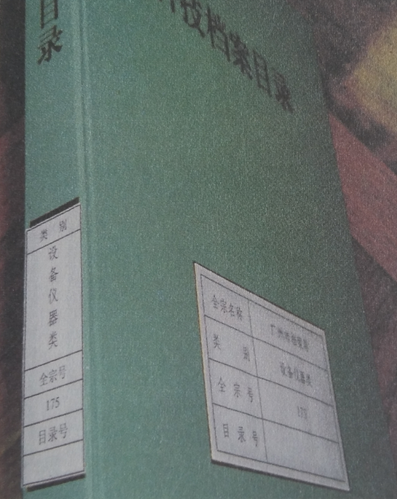 目录
技档案目录
类别
设备仪器类
全宗号
175
目录号
全宗名称
类别 设备仪器类
全宗号 175
目录号